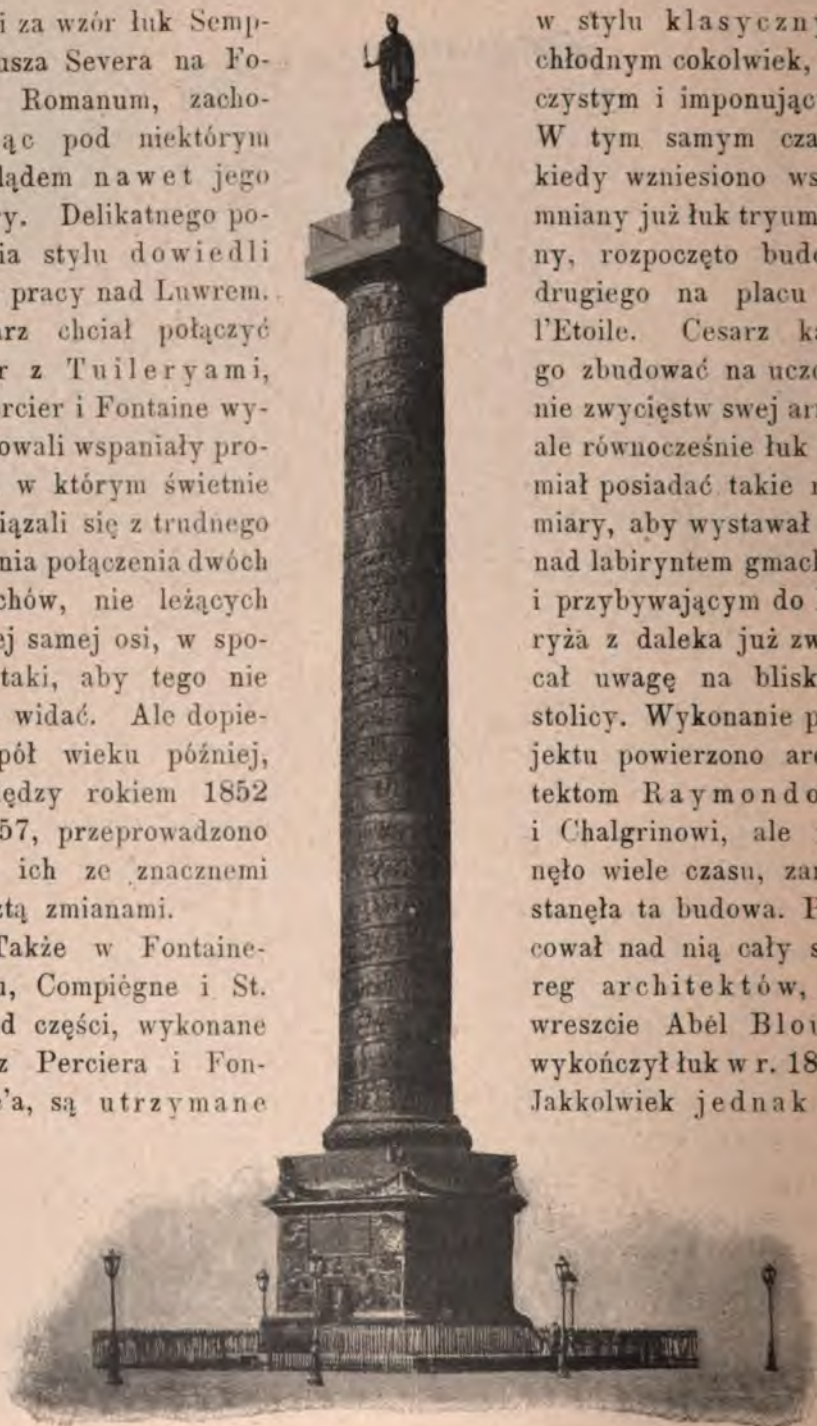 i za wzór łuk Semp-
usza Severa na Fo-
Romanum, zacho-
ąc pod niektórym
lądem nawet jego
y. Delikatnego po-
ia stylu dowiedli
pracy nad Luwrem.
arz chciał połączyć
r z Tuileryami,
rcier i Fontaine wy-
owali wspaniały pro-
w którym świetnie
iązali się z trudnego
nia połączenia dwóch
chów, nie leżących
ej samej osi, w spo-
taki, aby tego nie
widać. Ale dopie-
pół wieku później,
ędzy rokiem 1852
57, przeprowadzono
ich ze znacznemi
ztą zmianami.
Także w Fontaine-
u, Compiègne i St.
d części, wykonane
z Perciera i Fon-
e'a, są utrzymane
w stylu klasyczny
chłodnym cokolwiek,
czystym i imponując
W tym samym cza
kiedy wzniesiono ws
mniany już łuk tryum
ny, rozpoczęto budo
drugiego na placu
l'Etoile. Cesarz ka
go zbudować na uczc
nie zwycięstw swej ar
ale równocześnie łuk
miał posiadać takie r
miary, aby wystawał
nad labiryntem gmach
i przybywającym do
ryża z daleka już zw
cał uwagę na blisk
stolicy. Wykonanie p
jektu powierzono arc
tektom Raymondo
i Chalgrinowi, ale
nęło wiele czasu, zan
stanęła ta budowa. P
cował nad nią cały s
reg architektów,
wreszcie Abel Blou
wykończył łuk w r. 18
Jakkolwiek jednak